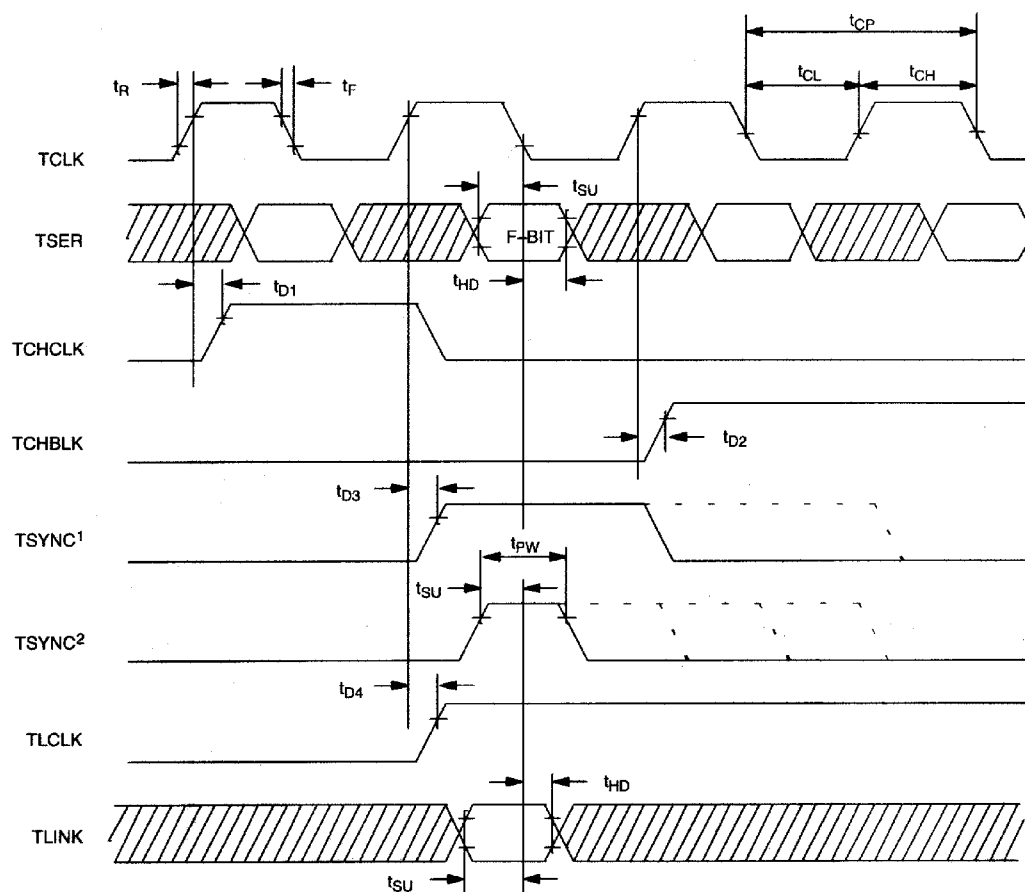 tCP
tR
tF
tCL
tCH
TCLK
tSU
TSER
F-BIT
tHD
tD1
TCHCLK
TCHBLK
tD2
tD3
TSYNC1
tPW
tSU
TSYNC2
tD4
TLCLK
tHD
TLINK
tSU